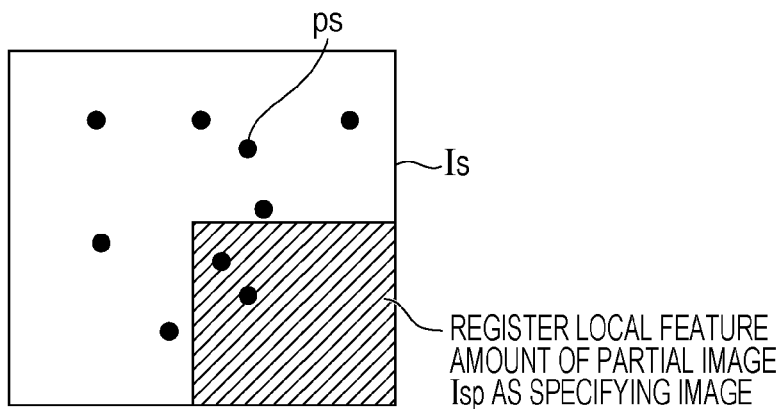 ps
Is
REGISTER LOCAL FEATURE
AMOUNT OF PARTIAL IMAGE
Isp AS SPECIFYING IMAGE